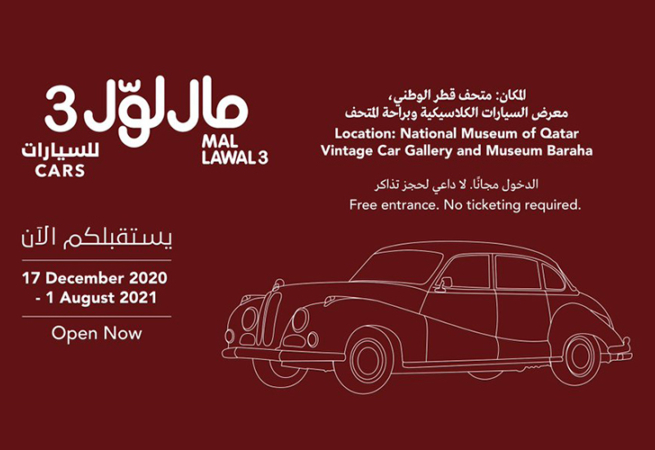 مال لوّل 3
MAL
LAWAL 3
للسيارات
CARS
يستقبلكم الآن
17 December 2020
- 1 August 2021
Open Now
المكان: متحف قطر الوطني،
معرض السيارات الكلاسيكية وبراحة المتحف
Location: National Museum of Qatar
Vintage Car Gallery and Museum Baraha
الدخول مجانًا. لا داعي لحجز تذاكر
Free entrance. No ticketing required.